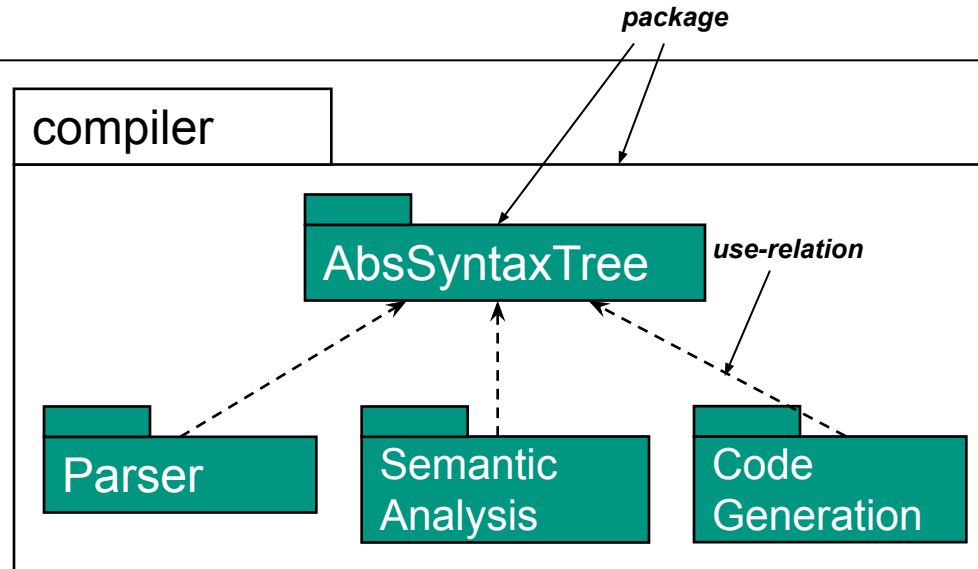 package
compiler
AbsSyntaxTree
use-relation
Parser
Semantic
Analysis
Code
Generation